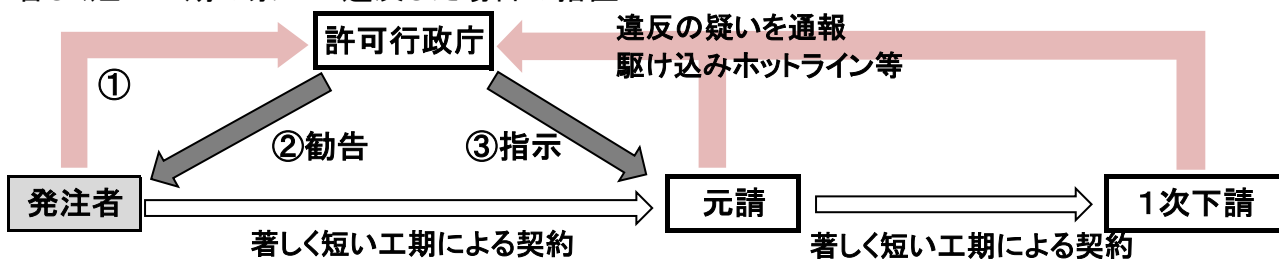 許可行政庁
違反の疑いを通報
駆け込みホットライン等
①
②勧告
③指示
発注者
元請
1次下請
著しく短い工期による契約
著しく短い工期による契約